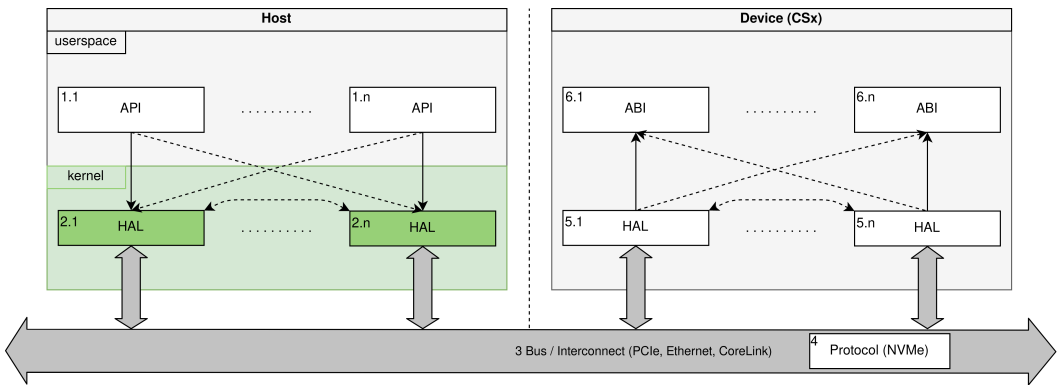 Host
Device (CSx)
userspace
1.1
API
. . . . . . . . . .
1.n
API
6.1
ABI
. . . . . . . . . .
6.n
ABI
kernel
2.1
HAL
. . . . . . . . . .
2.n
HAL
5.1
HAL
. . . . . . . . . .
5.n
HAL
3 Bus / Interconnect (PCIe, Ethernet, CoreLink)
4
Protocol (NVMe)